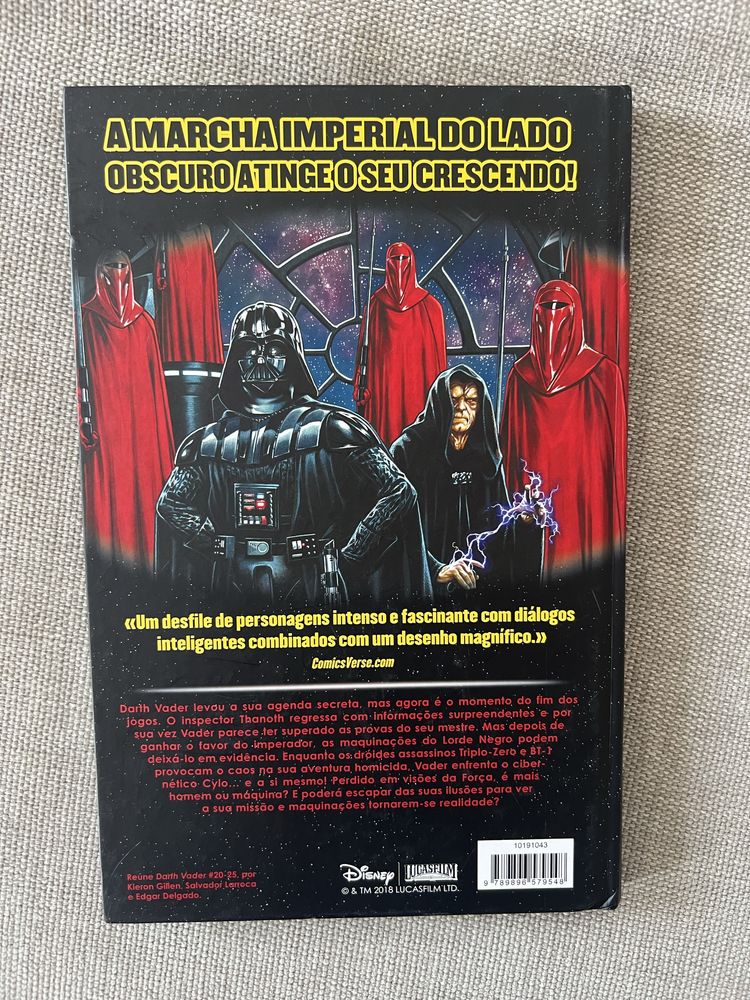 A MARCHA IMPERIAL DO LADO
OBSCURO ATINGE O SEU CRESCENDO!
«Um desfile de personagens intenso e fascinante com diálogos
inteligentes combinados com um desenho magnífico.»
ComicsVerse.com
Darth Vader levou a sua agenda secreta, mas agora é o momento do fim dos
jogos. O inspector Thanoth regressa com informações surpreendentes e por
sua vez Vader parece ter superado as provas do seu mestre. Mas depois de
ganhar o favor do imperador, as maquinações do Lorde Negro podem
deixá-lo em evidência. Enquanto os dróides assassinos Triplo-Zero e BT-1
provocam o caos na sua aventura homicida, Vader enfrenta o ciber-
nético Cylo... e a si mesmo! Perdido em visões da Força, é mais
homem ou máquina? E poderá escapar das suas ilusões para ver
a sua missão e maquinações tornarem-se realidade?
Reúne Darth Vader #20-25, por
Kieron Gillen, Salvador Larroca
e Edgar Delgado.
Disney LUCASFILM
© & TM 2018 LUCASFILM LTD.
10191043
9 789896 579548